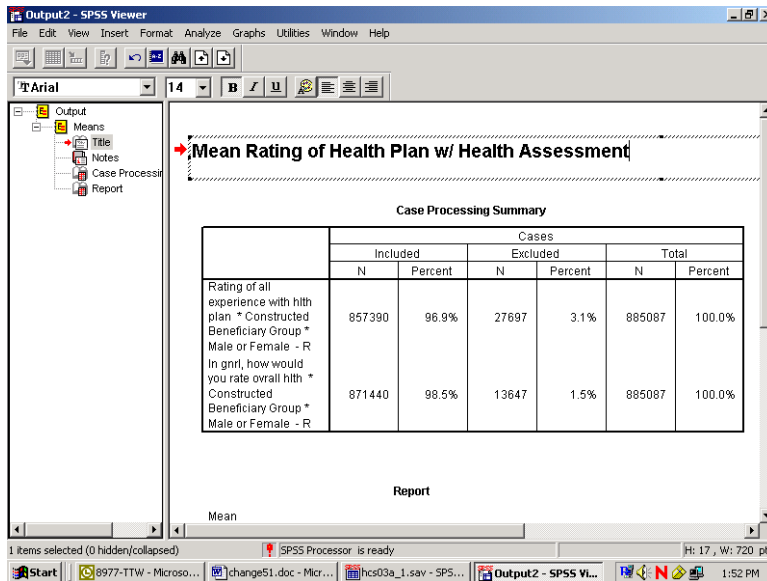 Output2 - SPSS Viewer
File Edit View Insert Format Analyze Graphs Utilities Window Help
Arial 14 B I U
Output
Means
Title
Notes
Case Processir
Report
Mean Rating of Health Plan w/ Health Assessment
Case Processing Summary
Cases
Included Excluded Total
N Percent N Percent N Percent
Rating of all
experience with hlth
plan * Constructed
Beneficiary Group *
Male or Female - R
857390 96.9% 27697 3.1% 885087 100.0%
In gnrl, how would
you rate ovrall hlth *
Constructed
Beneficiary Group *
Male or Female - R
871440 98.5% 13647 1.5% 885087 100.0%
Report
Mean
1 items selected (0 hidden/collapsed) SPSS Processor is ready H: 17 , W: 720 pt
Start 8977-TTW - Microso... change51.doc - Micr... hcs03a_1.sav - SPS... Output2 - SPSS Vi... 1:52 PM